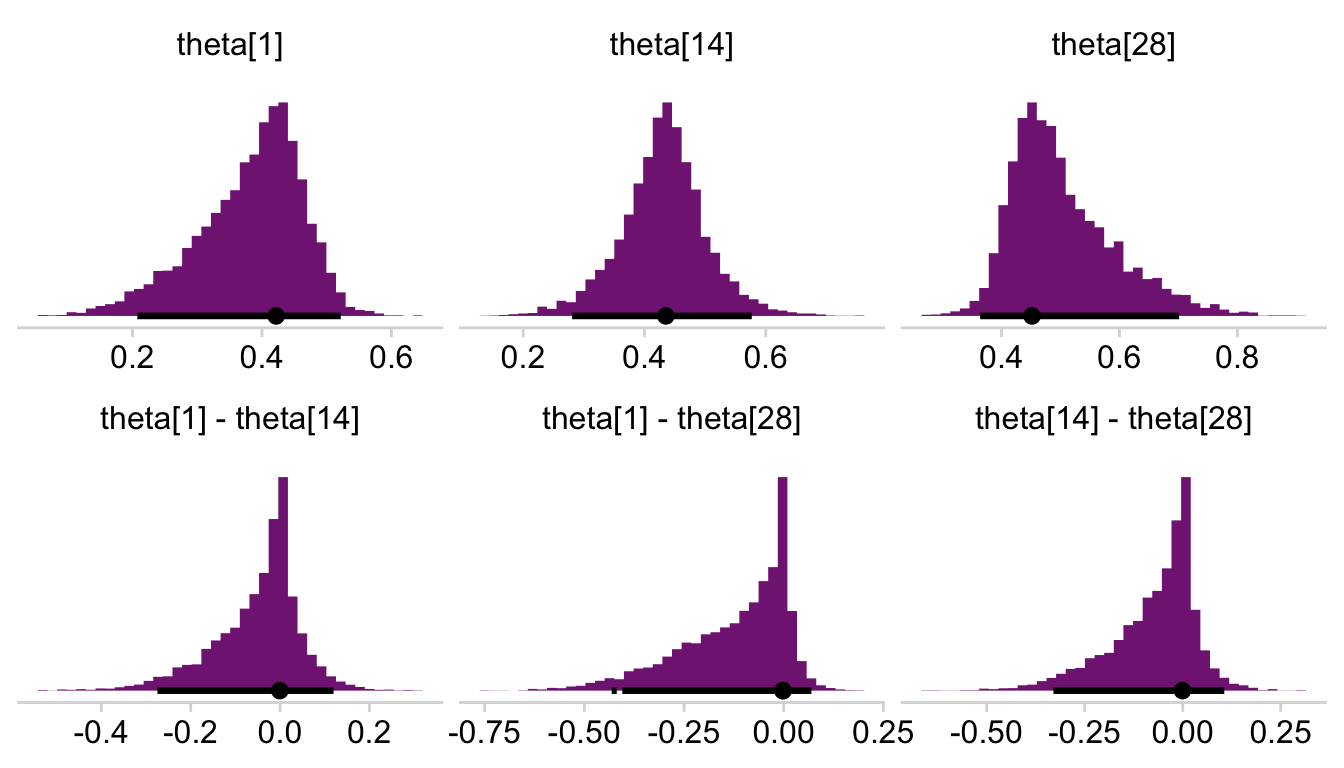 theta[1] theta[14] theta[28]
0.2 0.4 0.6 0.2 0.4 0.6 0.4 0.6 0.8
theta[1] - theta[14] theta[1] - theta[28] theta[14] - theta[28]
-0.4 -0.2 0.0 0.2 -0.75 -0.50 -0.25 0.00 0.25 -0.50 -0.25 0.00 0.25